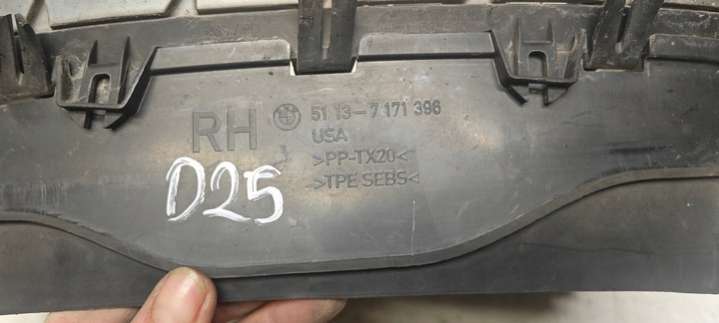 RH
51 13-7 171 396
USA
>PP-TX20<
>TPE SEBS<
D25